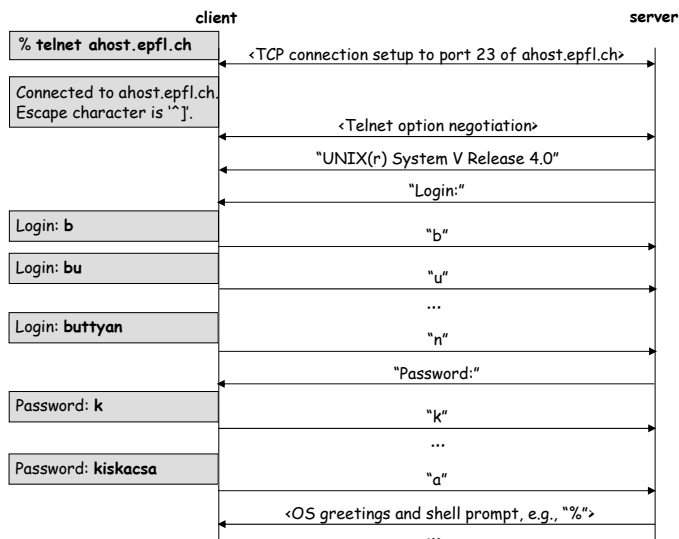 client server
% telnet ahost.epfl.ch
<TCP connection setup to port 23 of ahost.epfl.ch>
Connected to ahost.epfl.ch.
Escape character is ‘^]’.
<Telnet option negotiation>
“UNIX(r) System V Release 4.0”
“Login:”
Login: b
“b”
Login: bu
“u”
...
Login: buttyan
“n”
“Password:”
Password: k
“k”
...
Password: kiskacsa
“a”
<OS greetings and shell prompt, e.g., “%”>
...